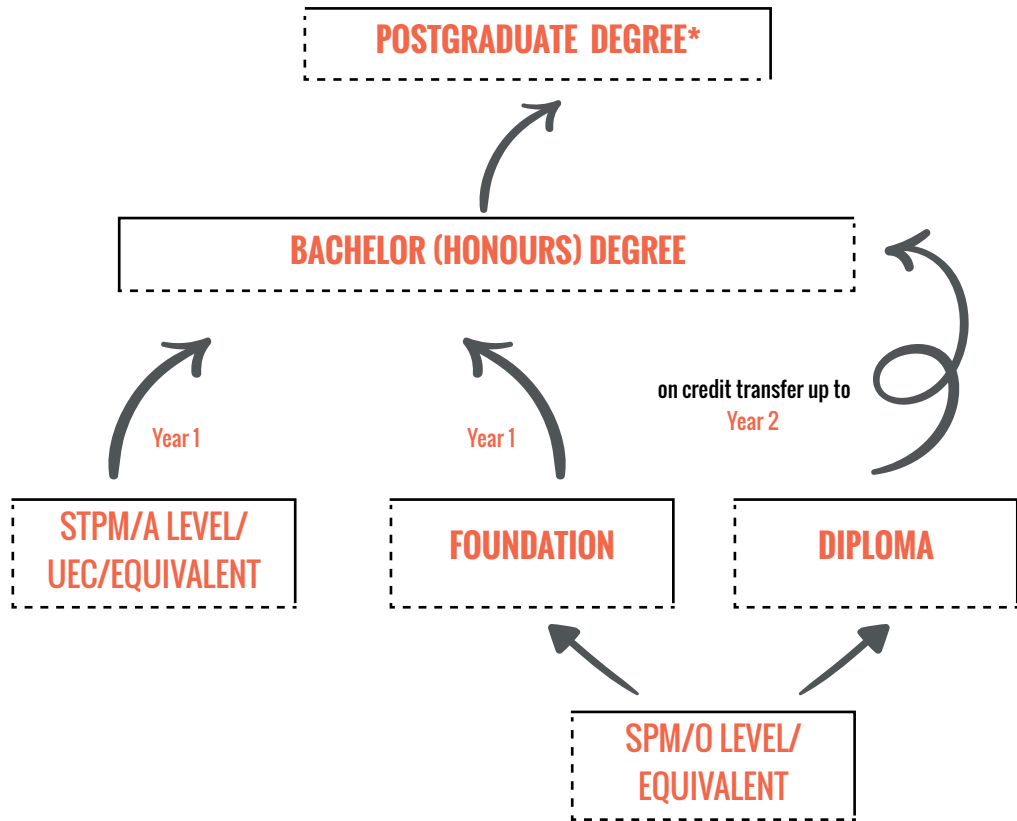 POSTGRADUATE DEGREE*
BACHELOR (HONOURS) DEGREE
on credit transfer up to
Year 2
Year 1
Year 1
STPM/A LEVEL/
UEC/EQUIVALENT
FOUNDATION
DIPLOMA
SPM/O LEVEL/
EQUIVALENT